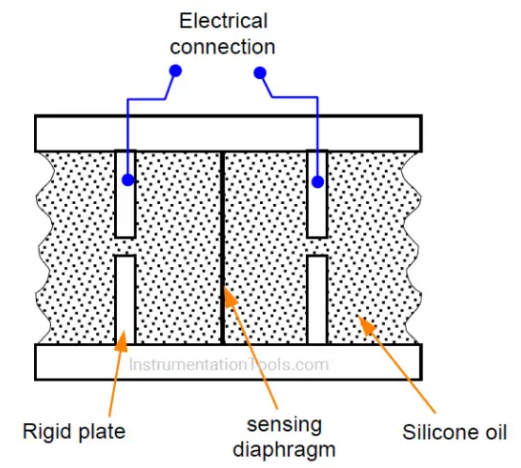 Electrical
connection
InstrumentationTools.com
Rigid plate
sensing
diaphragm
Silicone oil